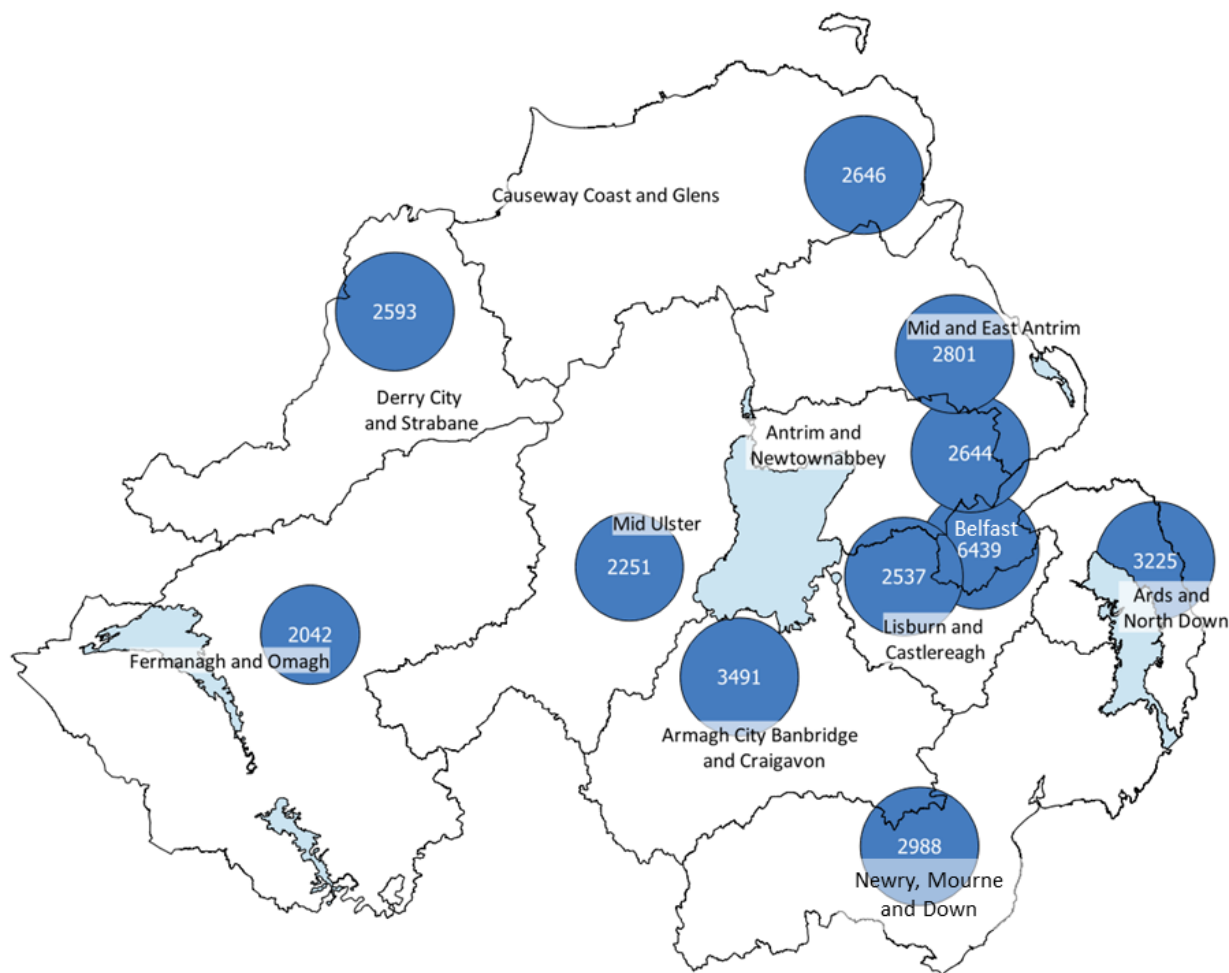 2646
Causeway Coast and Glens
2593
Mid and East Antrim
2801
Derry City
and Strabane
Antrim and
Newtownabbey
2644
Mid Ulster
Belfast
6439
2251
2537
3225
Ards and
North Down
Lisburn and
Castlereagh
2042
Fermanagh and Omagh
3491
Armagh City Banbridge
and Craigavon
2988
Newry, Mourne
and Down